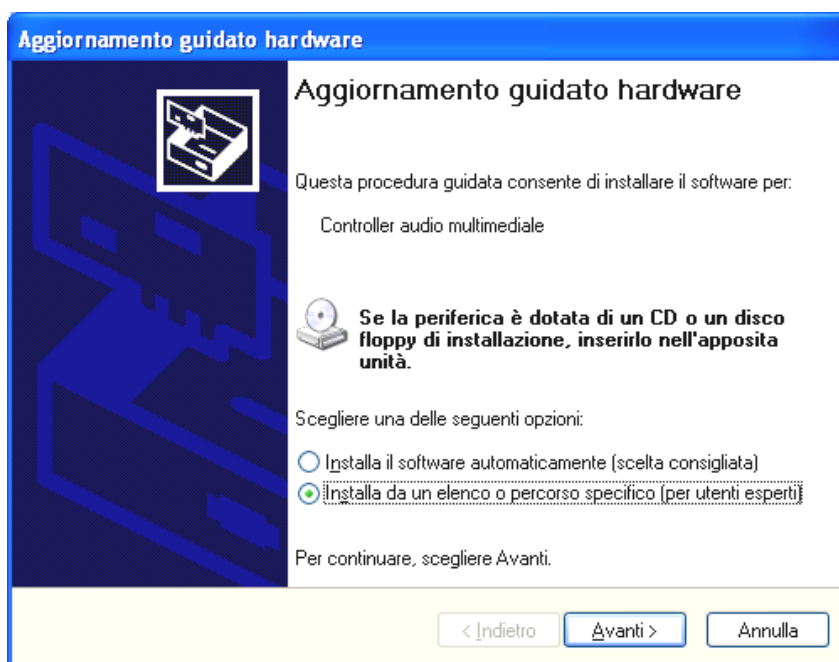 Aggiornamento guidato hardware
Aggiornamento guidato hardware
Questa procedura guidata consente di installare il software per:
Controller audio multimediale
Se la periferica è dotata di un CD o un disco
floppy di installazione, inserirlo nell'apposita
unità.
Scegliere una delle seguenti opzioni:
Installa il software automaticamente (scelta consigliata)
Installa da un elenco o percorso specifico (per utenti esperti)
Per continuare, scegliere Avanti.
< Indietro
Avanti >
Annulla